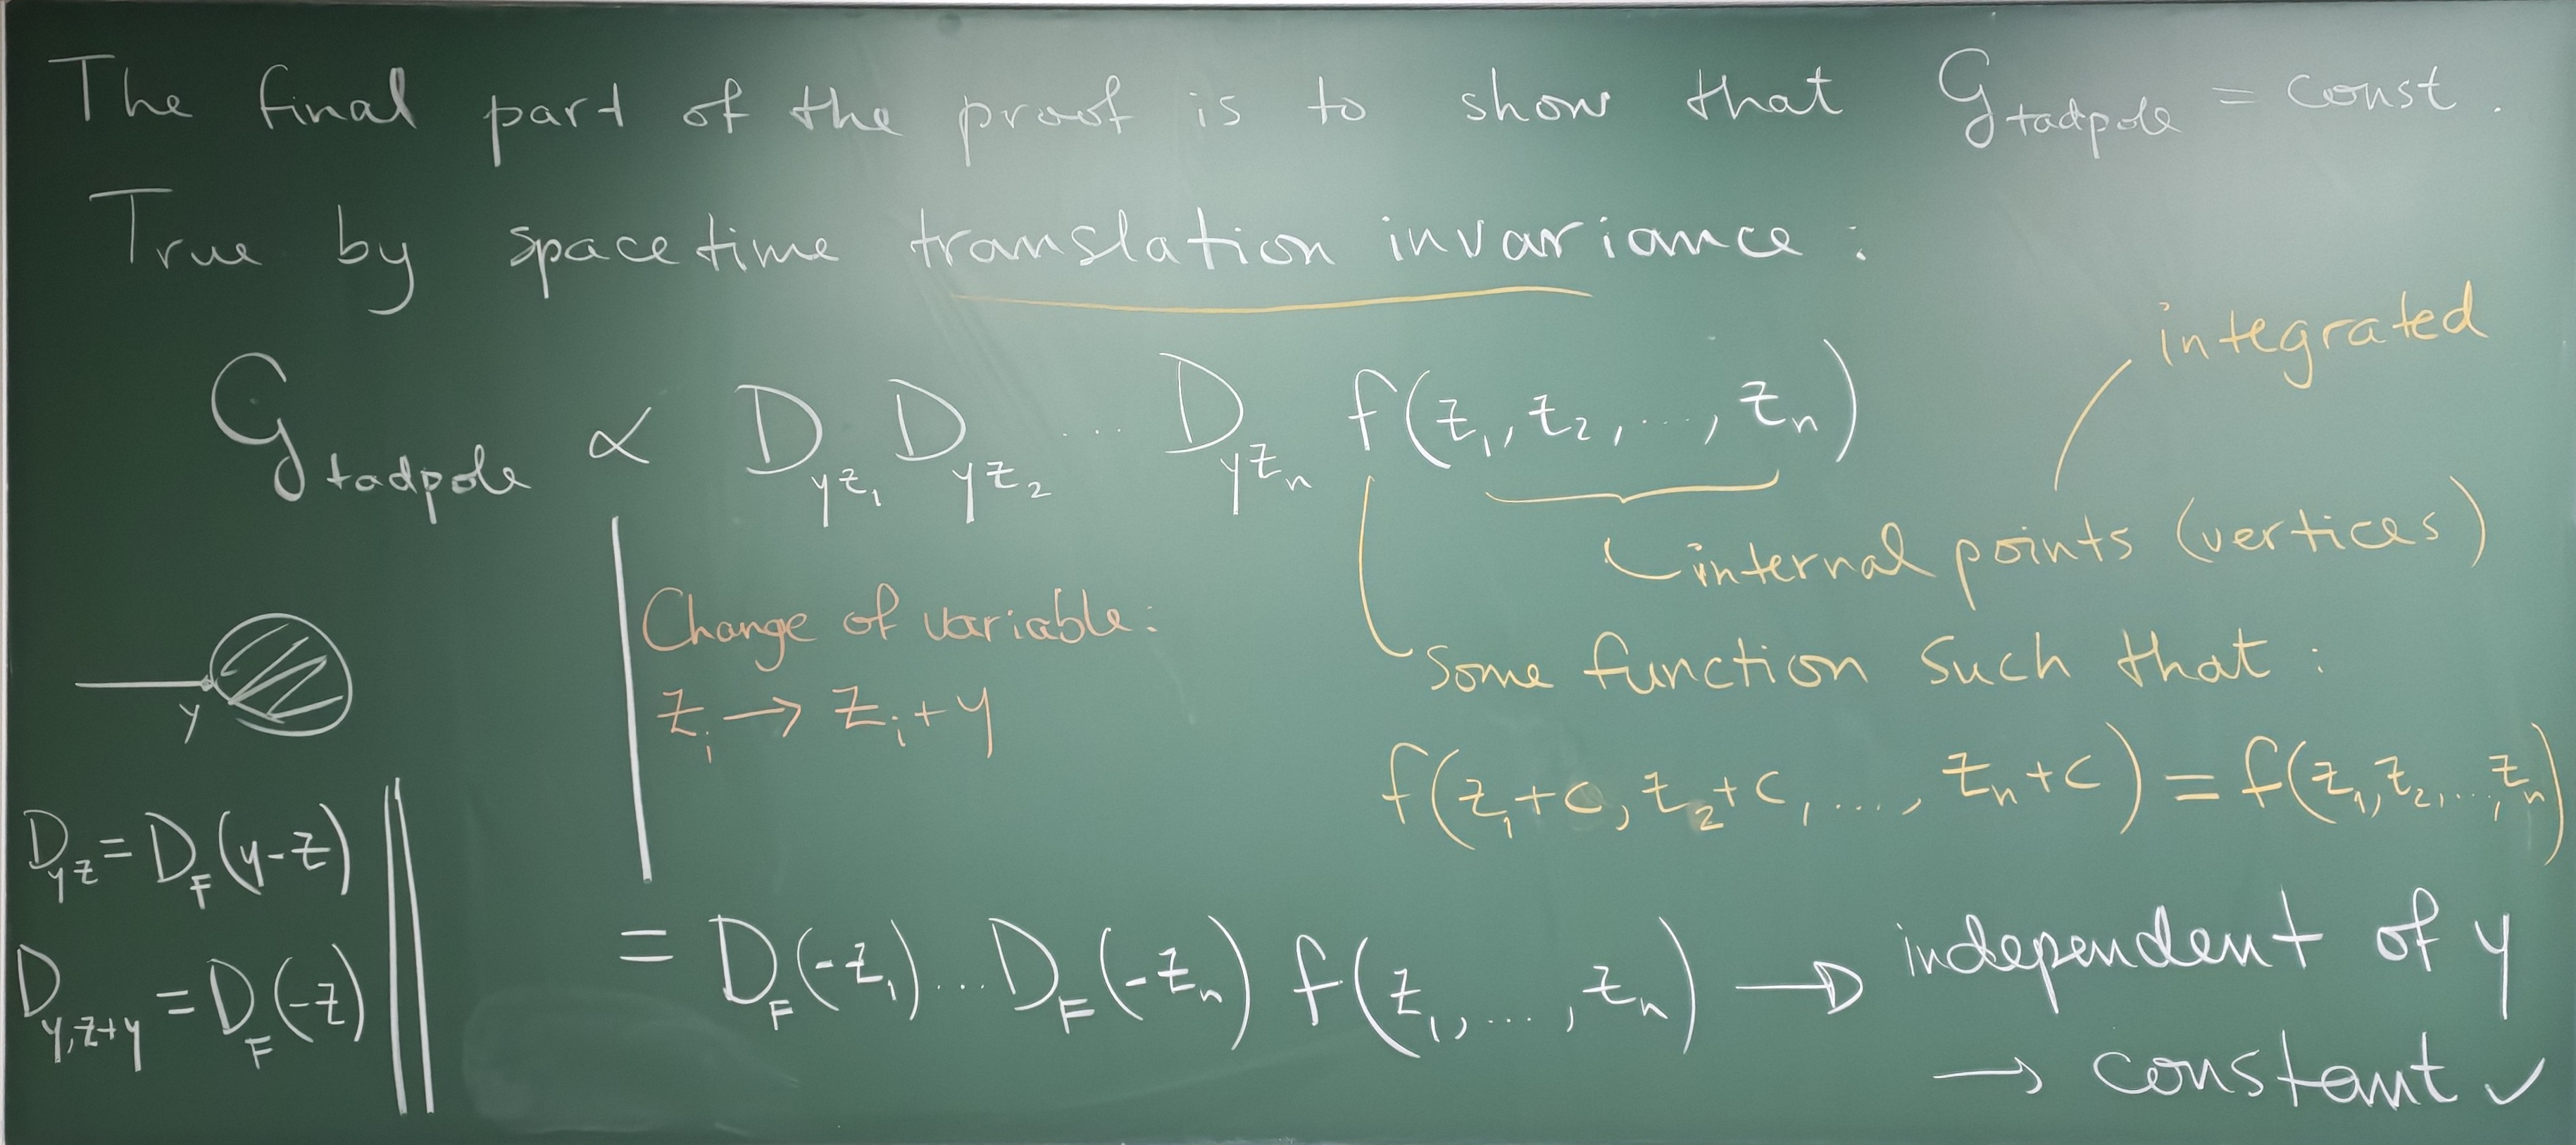 The final part of the proof is to show that G_tadpole = const.
True by spacetime translation invariance :
G_tadpole ∝ D_yz₁ D_yz₂ ... D_yzₙ f(z₁, z₂, ..., zₙ)
integrated
internal points (vertices)
some function such that :
f(z₁+c, z₂+c, ..., zₙ+c) = f(z₁, z₂, ..., zₙ)
Change of variable:
zᵢ → zᵢ + y
y
D_yz = D_F(y-z)
D_y,z+y = D_F(-z)
= D_F(-z₁) ... D_F(-zₙ) f(z₁, ..., zₙ) → independent of y
→ constant ✓